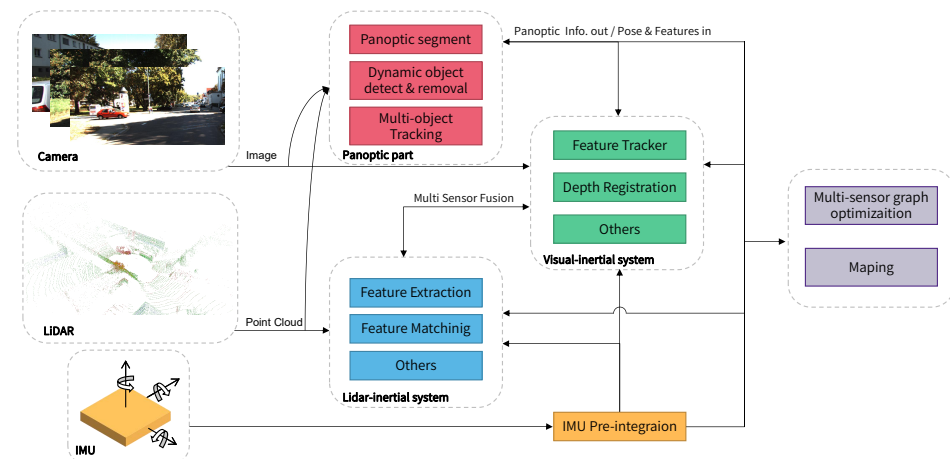 Panoptic segment
Dynamic object
detect & removal
Multi-object
Tracking
Panoptic part
Panoptic  Info. out / Pose & Features in
Camera
Image
Feature Tracker
Depth Registration
Others
Visual-inertial system
Multi Sensor Fusion
Multi-sensor graph
optimizaition
Maping
LiDAR
Point Cloud
Feature Extraction
Feature Matchinig
Others
Lidar-inertial system
IMU
IMU Pre-integraion